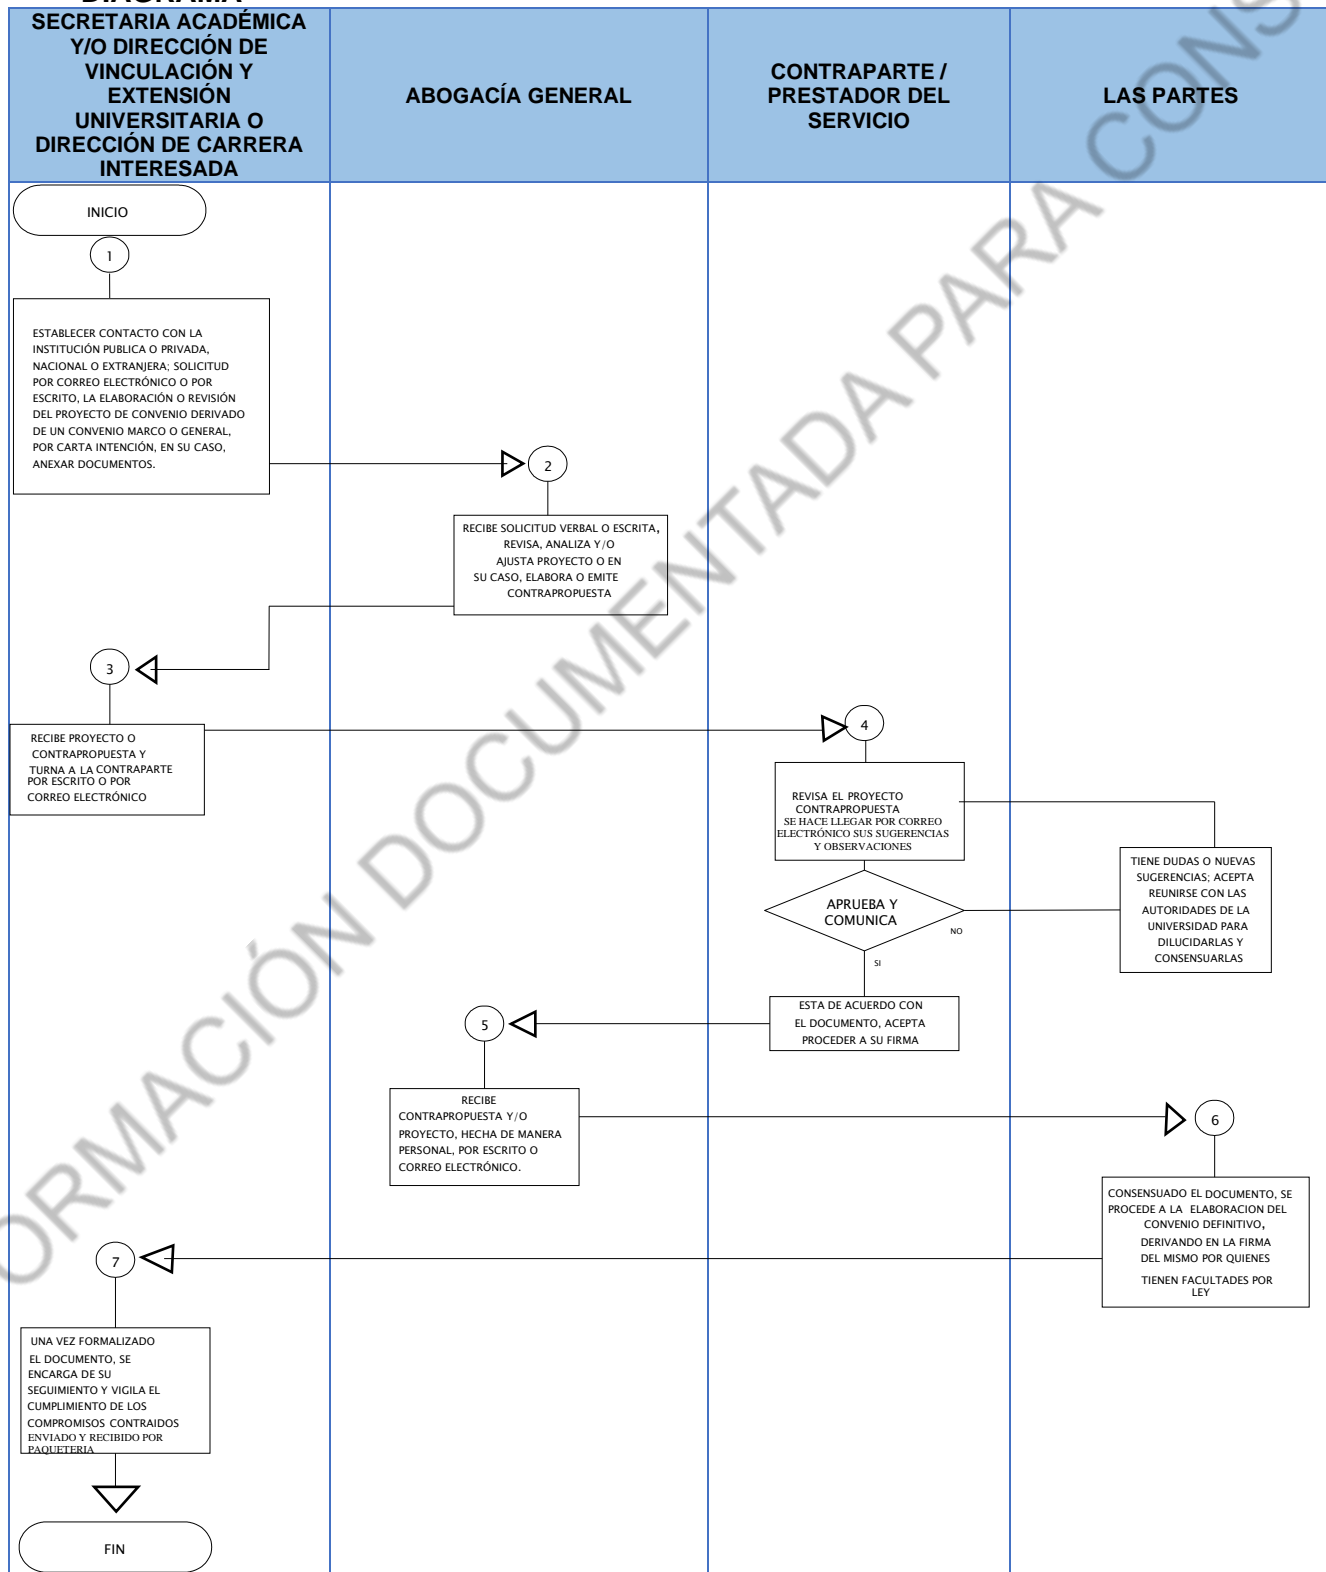 DIAGRAMA
SECRETARIA ACADÉMICA
Y/O DIRECCIÓN DE
VINCULACIÓN Y
EXTENSIÓN
UNIVERSITARIA O
DIRECCIÓN DE CARRERA
INTERESADA
ABOGACÍA GENERAL
CONTRAPARTE /
PRESTADOR DEL
SERVICIO
LAS PARTES
INICIO
1
ESTABLECER CONTACTO CON LA
INSTITUCIÓN PUBLICA O PRIVADA,
NACIONAL O EXTRANJERA; SOLICITUD
POR CORREO ELECTRÓNICO O POR
ESCRITO, LA ELABORACIÓN O REVISIÓN
DEL PROYECTO DE CONVENIO DERIVADO
DE UN CONVENIO MARCO O GENERAL,
POR CARTA INTENCIÓN, EN SU CASO,
ANEXAR DOCUMENTOS.
2
RECIBE SOLICITUD VERBAL O ESCRITA,
REVISA, ANALIZA Y/O
AJUSTA PROYECTO O EN
SU CASO, ELABORA O EMITE
CONTRAPROPUESTA
3
RECIBE PROYECTO O
CONTRAPROPUESTA Y
TURNA A LA CONTRAPARTE
POR ESCRITO O POR
CORREO ELECTRÓNICO
4
REVISA EL PROYECTO
CONTRAPROPUESTA
SE HACE LLEGAR POR CORREO
ELECTRÓNICO SUS SUGERENCIAS
Y OBSERVACIONES
TIENE DUDAS O NUEVAS
SUGERENCIAS; ACEPTA
REUNIRSE CON LAS
AUTORIDADES DE LA
UNIVERSIDAD PARA
DILUCIDARLAS Y
CONSENSUARLAS
APRUEBA Y
COMUNICA
NO
SI
ESTA DE ACUERDO CON
EL DOCUMENTO, ACEPTA
PROCEDER A SU FIRMA
5
RECIBE
CONTRAPROPUESTA Y/O
PROYECTO, HECHA DE MANERA
PERSONAL, POR ESCRITO O
CORREO ELECTRÓNICO.
6
CONSENSUADO EL DOCUMENTO, SE
PROCEDE A LA ELABORACION DEL
CONVENIO DEFINITIVO,
DERIVANDO EN LA FIRMA
DEL MISMO POR QUIENES
TIENEN FACULTADES POR
LEY
7
UNA VEZ FORMALIZADO
EL DOCUMENTO, SE
ENCARGA DE SU
SEGUIMIENTO Y VIGILA EL
CUMPLIMIENTO DE LOS
COMPROMISOS CONTRAIDOS
ENVIADO Y RECIBIDO POR
PAQUETERIA
FIN
ORMACIÓN DOCUMENTADA PARA CONS